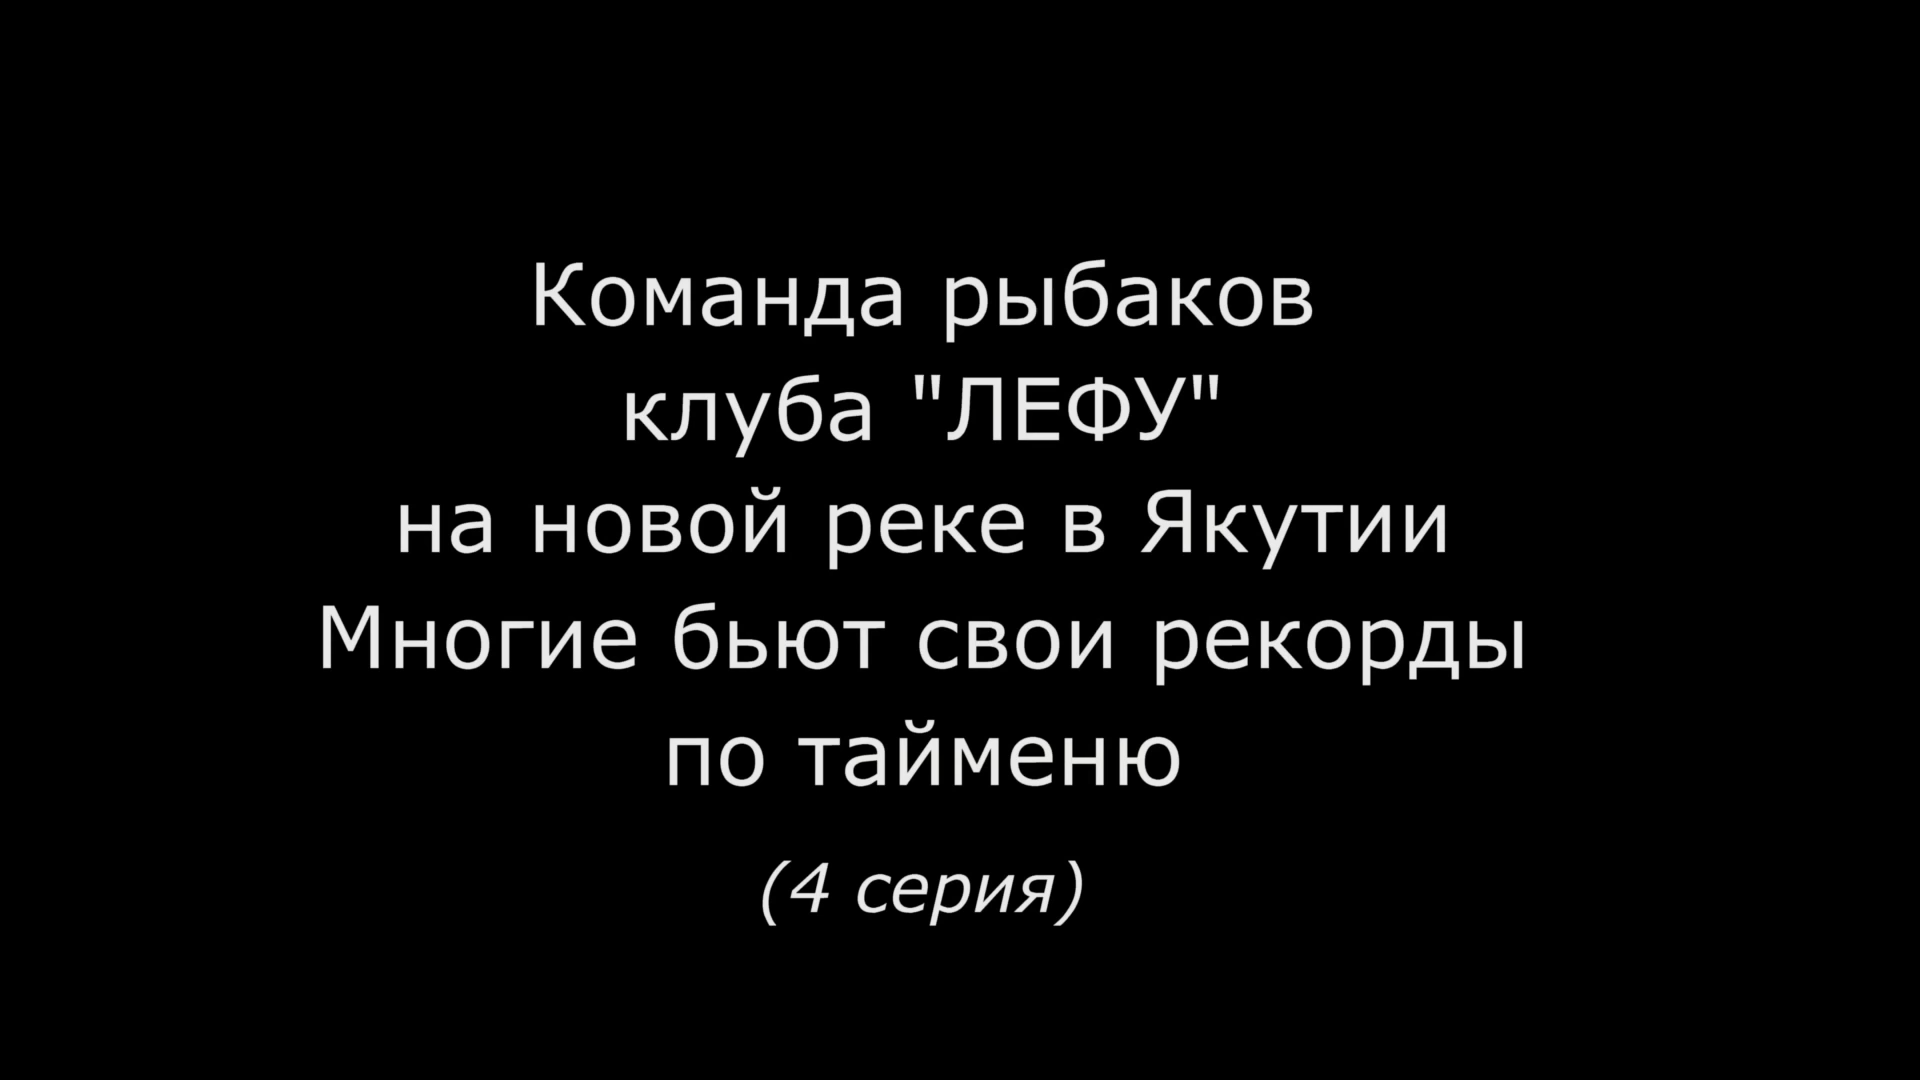 Команда рыбаков
клуба "ЛЕФУ"
на новой реке в Якутии
Многие бьют свои рекорды
по тайменю
(4 серия)